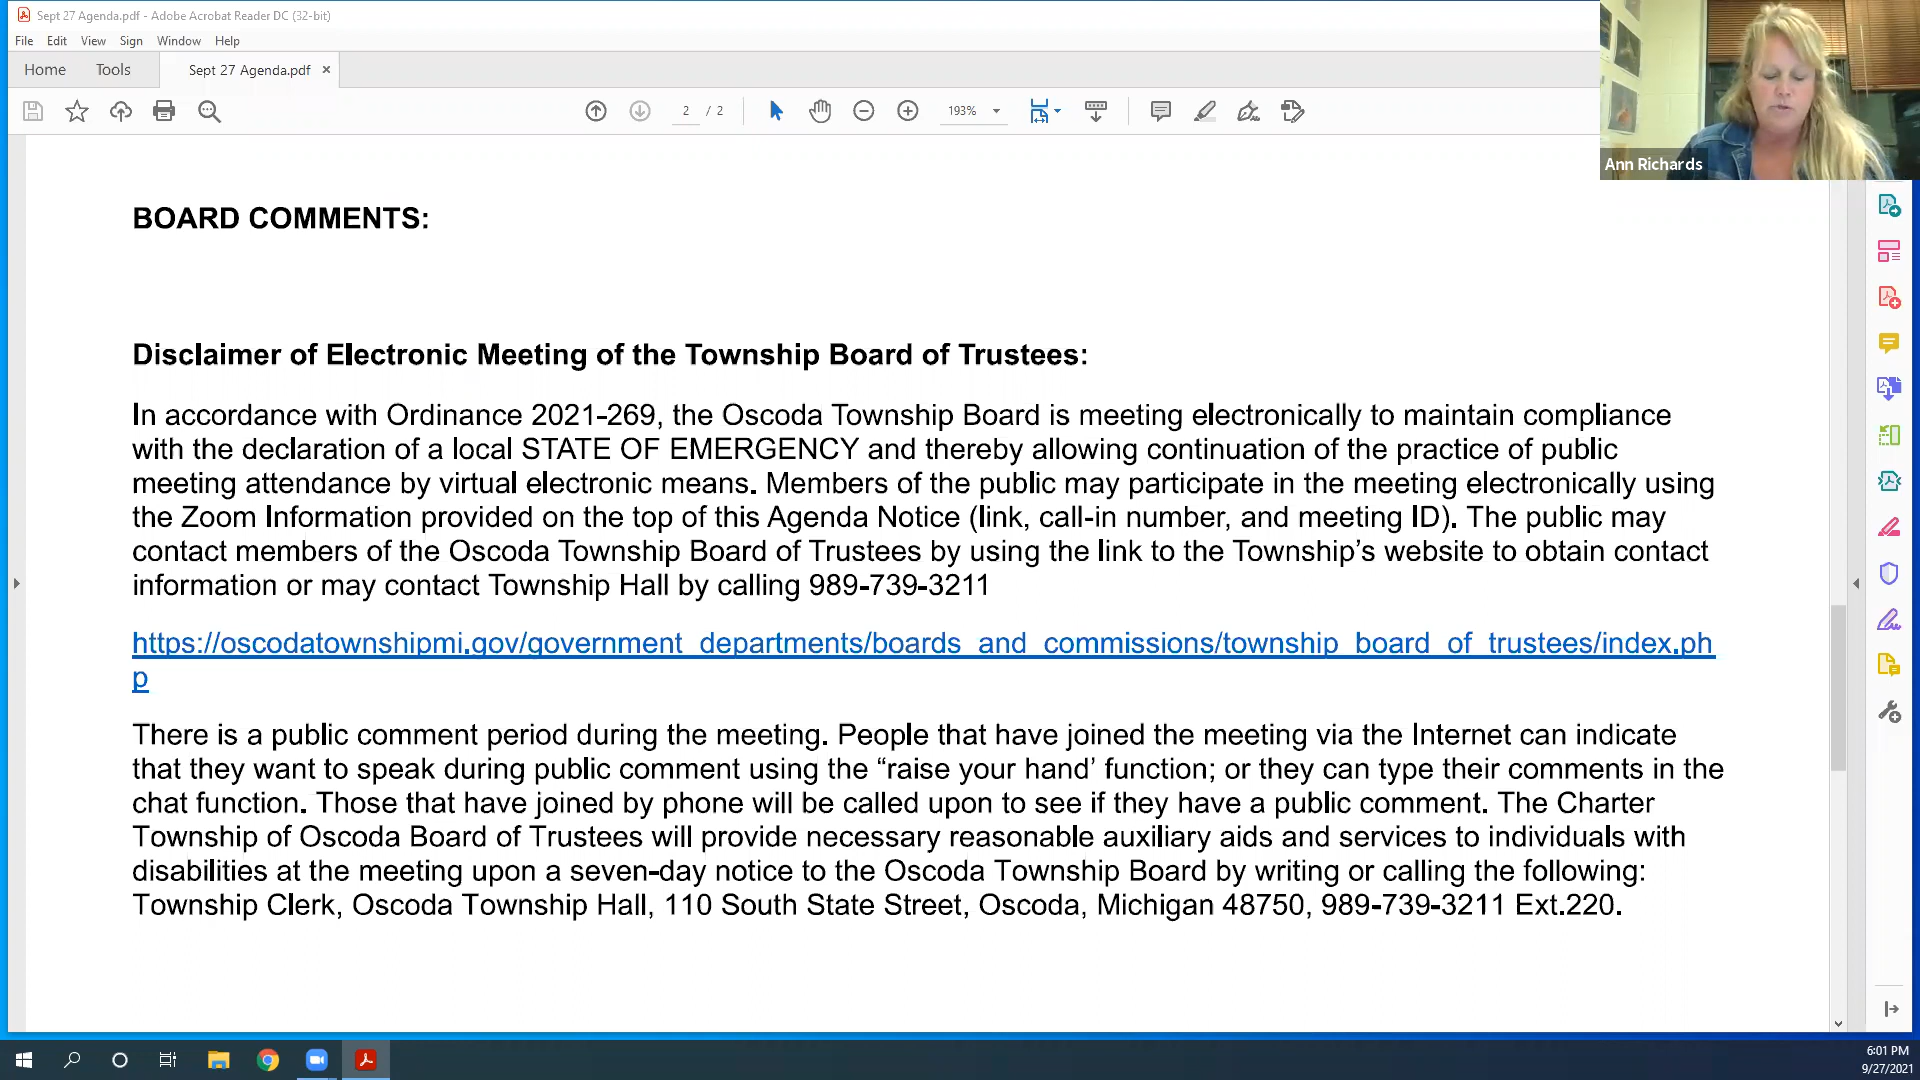 Sept 27 Agenda.pdf - Adobe Acrobat Reader DC (32-bit)
File Edit View Sign Window Help
Home Tools Sept 27 Agenda.pdf ×
2 / 2 193%
Ann Richards
BOARD COMMENTS:
Disclaimer of Electronic Meeting of the Township Board of Trustees:
In accordance with Ordinance 2021-269, the Oscoda Township Board is meeting electronically to maintain compliance
with the declaration of a local STATE OF EMERGENCY and thereby allowing continuation of the practice of public
meeting attendance by virtual electronic means. Members of the public may participate in the meeting electronically using
the Zoom Information provided on the top of this Agenda Notice (link, call-in number, and meeting ID). The public may
contact members of the Oscoda Township Board of Trustees by using the link to the Township’s website to obtain contact
information or may contact Township Hall by calling 989-739-3211
https://oscodatownshipmi.gov/government_departments/boards_and_commissions/township_board_of_trustees/index.ph
p
There is a public comment period during the meeting. People that have joined the meeting via the Internet can indicate
that they want to speak during public comment using the “raise your hand’ function; or they can type their comments in the
chat function. Those that have joined by phone will be called upon to see if they have a public comment. The Charter
Township of Oscoda Board of Trustees will provide necessary reasonable auxiliary aids and services to individuals with
disabilities at the meeting upon a seven-day notice to the Oscoda Township Board by writing or calling the following:
Township Clerk, Oscoda Township Hall, 110 South State Street, Oscoda, Michigan 48750, 989-739-3211 Ext.220.
6:01 PM
9/27/2021